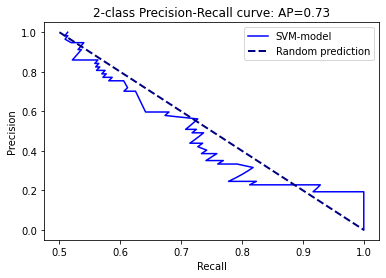 2-class Precision-Recall curve: AP=0.73
SVM-model
Random prediction
Precision
1.0
0.8
0.6
0.4
0.2
0.0
0.5 0.6 0.7 0.8 0.9 1.0
Recall